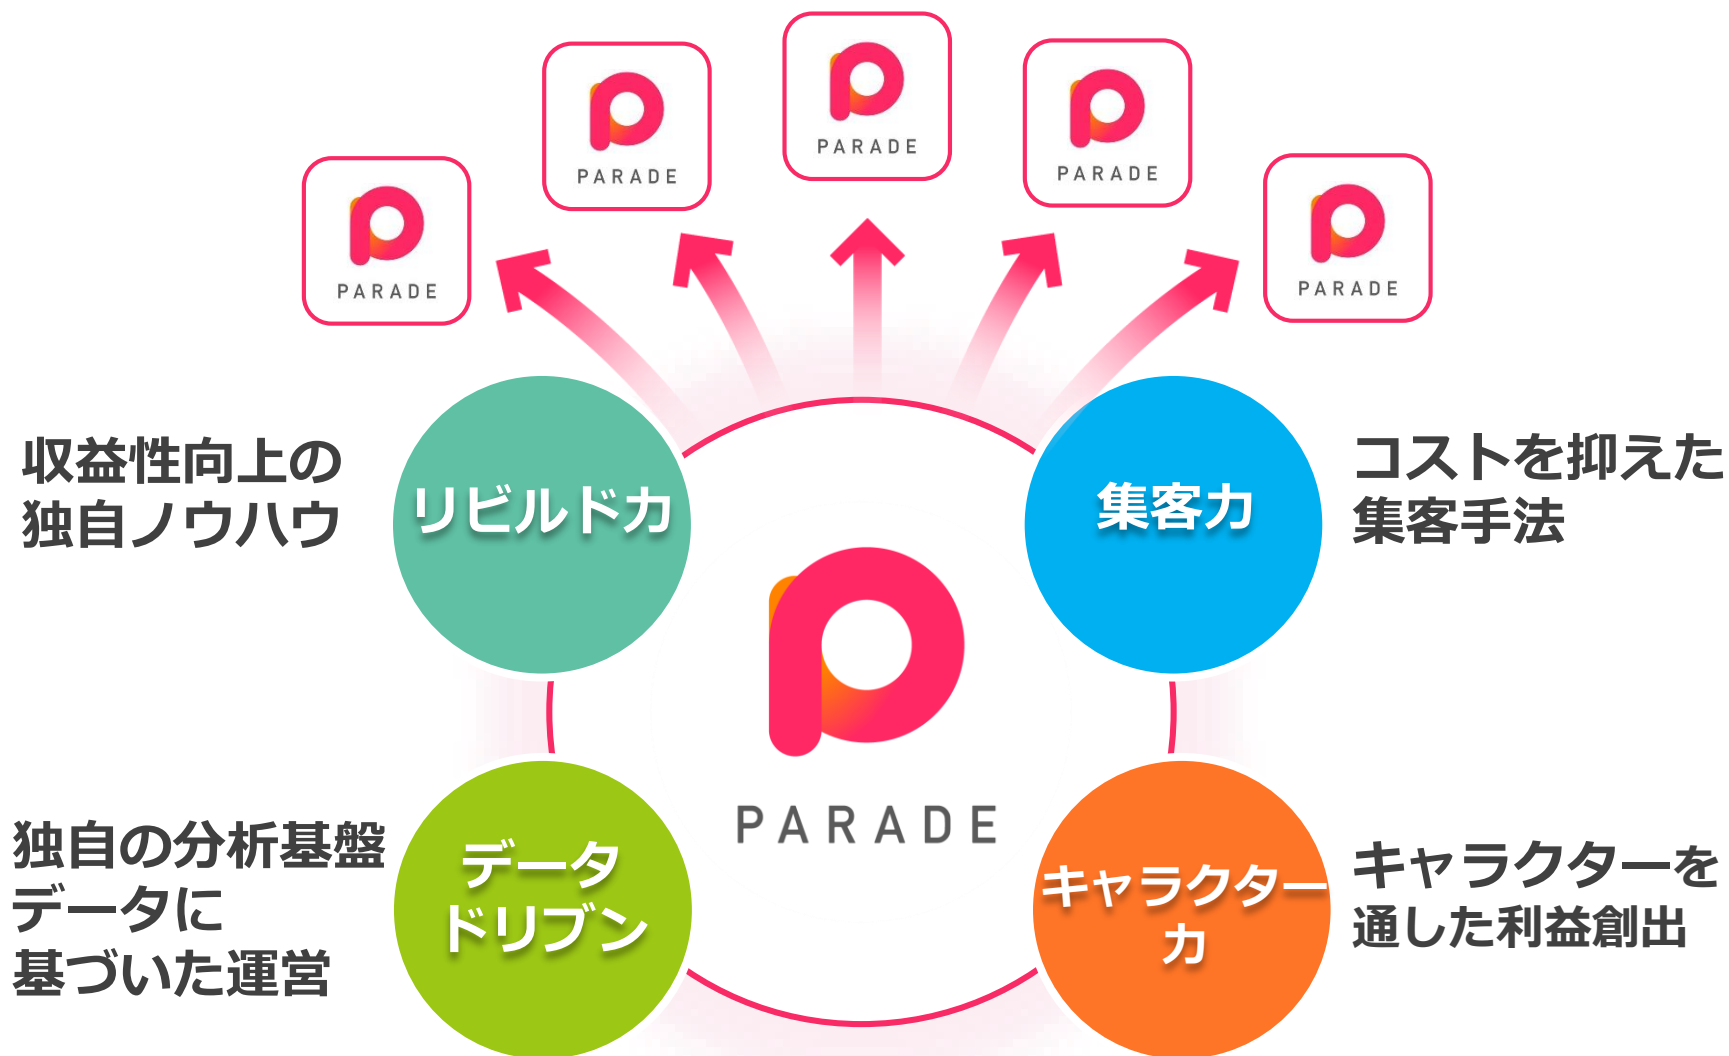 PARADE
PARADE
PARADE
PARADE
PARADE
収益性向上の
独自ノウハウ
リビルド力
集客力
コストを抑えた
集客手法
PARADE
独自の分析基盤
データに
基づいた運営
データ
ドリブン
キャラクター
力
キャラクターを
通した利益創出